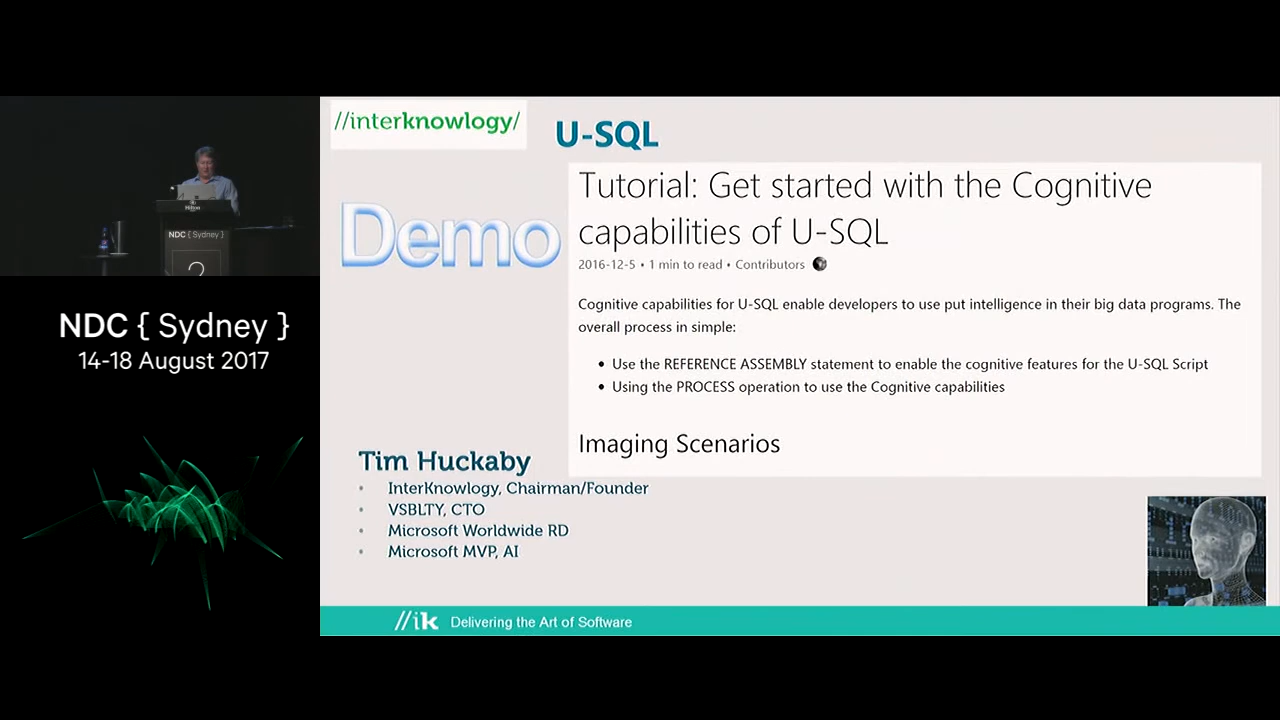 Hilton
NDC { Sydney }
2
NDC { Sydney }
14-18 August 2017
//interknowlogy/
U-SQL
Demo
Tutorial: Get started with the Cognitive
capabilities of U-SQL
2016-12-5 • 1 min to read • Contributors
Cognitive capabilities for U-SQL enable developers to use put intelligence in their big data programs. The
overall process in simple:
• Use the REFERENCE ASSEMBLY statement to enable the cognitive features for the U-SQL Script
• Using the PROCESS operation to use the Cognitive capabilities
Imaging Scenarios
Tim Huckaby
• InterKnowlogy, Chairman/Founder
• VSBLTY, CTO
• Microsoft Worldwide RD
• Microsoft MVP, AI
//ik Delivering the Art of Software